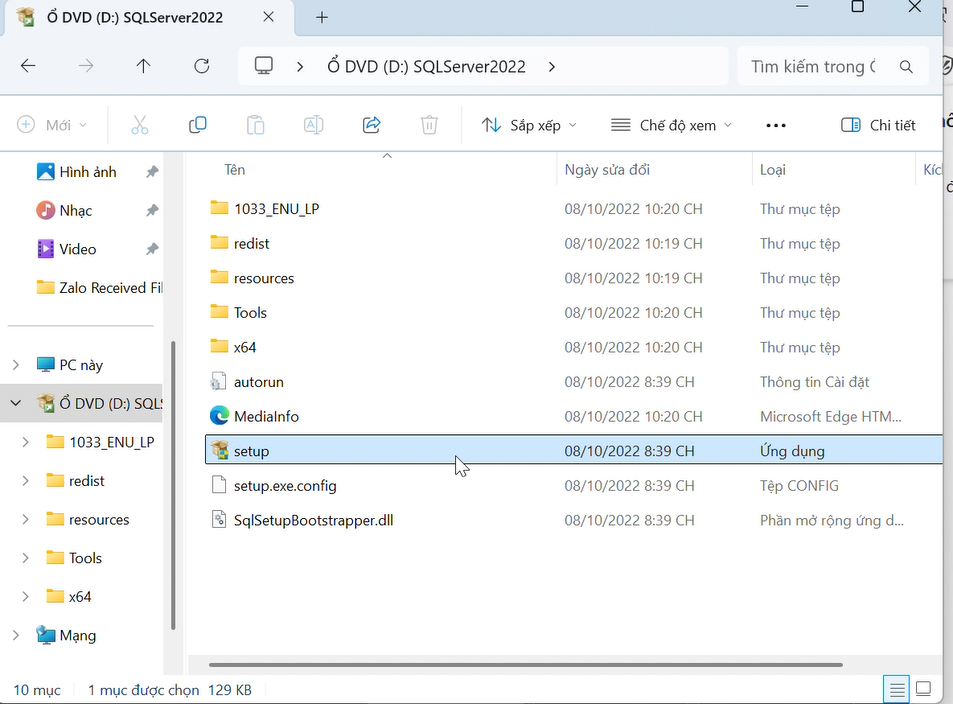 Ổ DVD (D:) SQLServer2022
Ổ DVD (D:) SQLServer2022
Tìm kiếm trong
Mới
Sắp xếp
Chế độ xem
Chi tiết
Hình ảnh
Nhạc
Video
Zalo Received Fil
PC này
Ổ DVD (D:) SQLS
1033_ENU_LP
redist
resources
Tools
x64
Mạng
Tên Ngày sửa đổi Loại Kíc
1033_ENU_LP 08/10/2022 10:20 CH Thư mục tệp
redist 08/10/2022 10:19 CH Thư mục tệp
resources 08/10/2022 10:19 CH Thư mục tệp
Tools 08/10/2022 10:20 CH Thư mục tệp
x64 08/10/2022 10:20 CH Thư mục tệp
autorun 08/10/2022 8:39 CH Thông tin Cài đặt
MediaInfo 08/10/2022 10:20 CH Microsoft Edge HTM...
setup 08/10/2022 8:39 CH Ứng dụng
setup.exe.config 08/10/2022 8:39 CH Tệp CONFIG
SqlSetupBootstrapper.dll 08/10/2022 8:39 CH Phần mở rộng ứng d...
10 mục 1 mục được chọn 129 KB